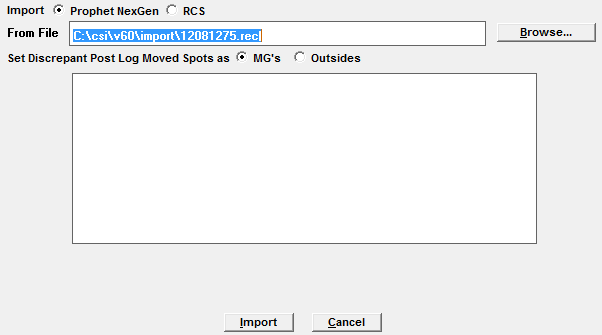 Import Prophet NexGen RCS
From File C:\csi\v60\import\12081275.rec Browse...
Set Discrepant Post Log Moved Spots as MG's Outsides
Import Cancel